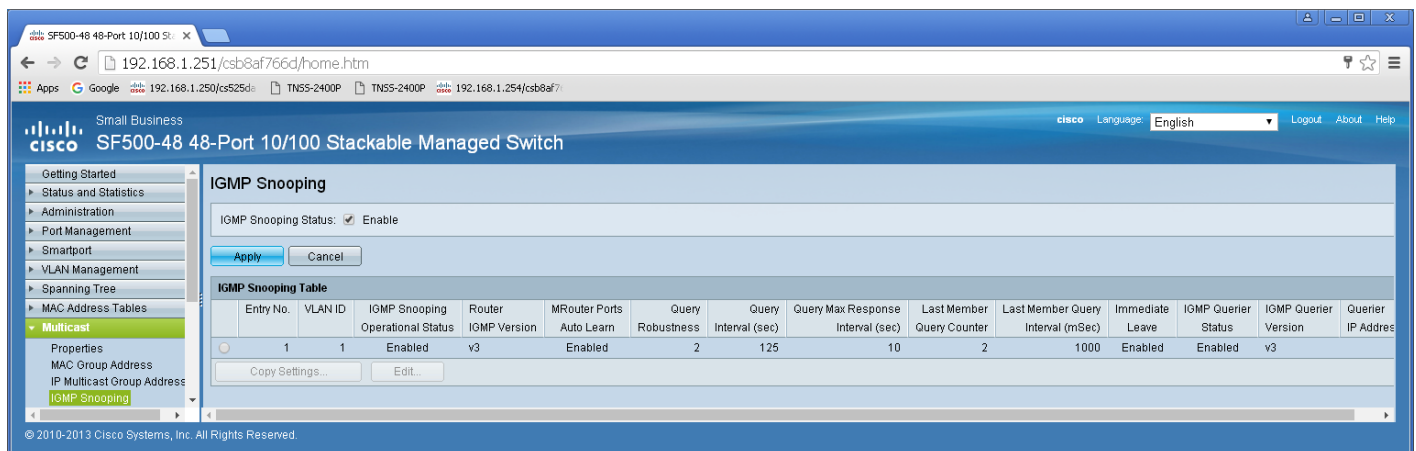 SF500-48 48-Port 10/100 Sta
192.168.1.251/csb8af766d/home.htm
Apps Google 192.168.1.250/cs525da TNSS-2400P TNSS-2400P 192.168.1.254/csb8af7
Small Business
cisco SF500-48 48-Port 10/100 Stackable Managed Switch
cisco Language: English Logout About Help
Getting Started
Status and Statistics
Administration
Port Management
Smartport
VLAN Management
Spanning Tree
MAC Address Tables
Multicast
Properties
MAC Group Address
IP Multicast Group Address
IGMP Snooping
IGMP Snooping
IGMP Snooping Status: Enable
Apply Cancel
IGMP Snooping Table
Entry No. VLAN ID IGMP Snooping Router MRouter Ports Query Query Query Max Response Last Member Last Member Query Immediate IGMP Querier IGMP Querier Querier
Operational Status IGMP Version Auto Learn Robustness Interval (sec) Interval (sec) Query Counter Interval (mSec) Leave Status Version IP Addres
1 1 Enabled v3 Enabled 2 125 10 2 1000 Enabled Enabled v3
Copy Settings... Edit...
© 2010-2013 Cisco Systems, Inc. All Rights Reserved.